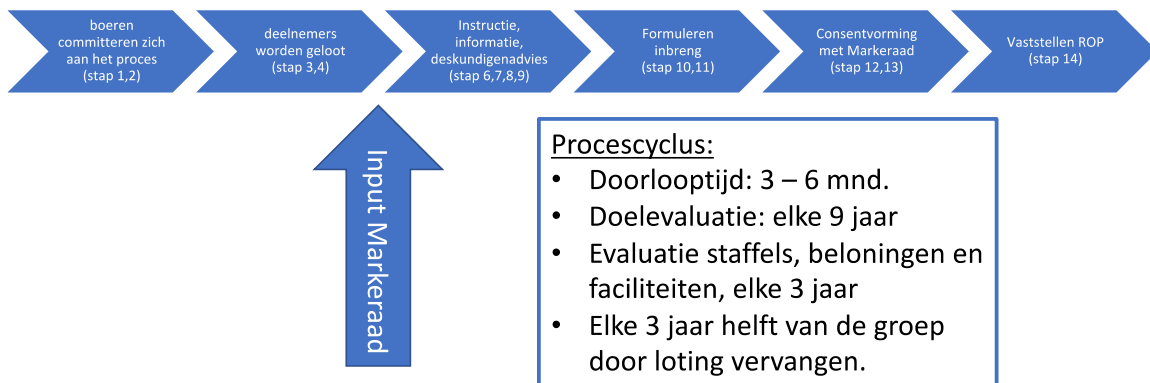 boeren
committeren zich
aan het proces
(stap 1,2)
deelnemers
worden geloot
(stap 3,4)
Instructie,
informatie,
deskundigenadvies
(stap 6,7,8,9)
Formuleren
inbreng
(stap 10,11)
Consentvorming
met Markeraad
(stap 12,13)
Vaststellen ROP
(stap 14)
Input Markeraad
Procescyclus:
• Doorlooptijd: 3 – 6 mnd.
• Doelevaluatie: elke 9 jaar
• Evaluatie staffels, beloningen en
faciliteiten, elke 3 jaar
• Elke 3 jaar helft van de groep
door loting vervangen.